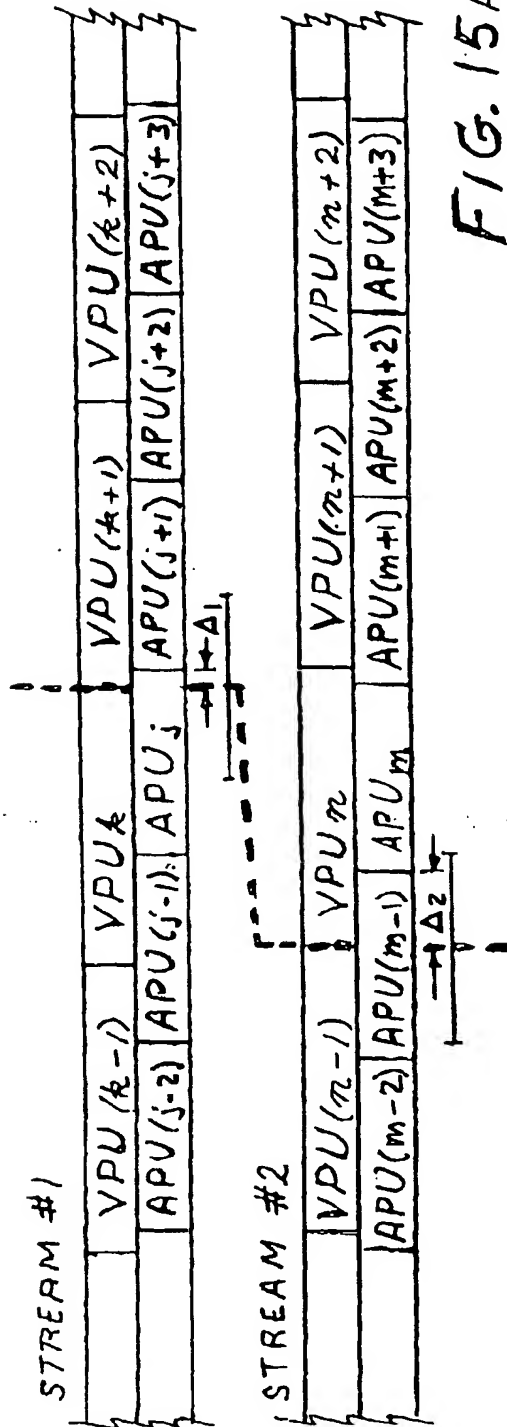 STREAM #1
VPU(k-1) VPUk VPU(k+1) VPU(k+2)
APU(j-2) APU(j-1) APUj APU(j+1) APU(j+2) APU(j+3)
Δ1
STREAM #2
VPU(n-1) VPUn VPU(n+1) VPU(n+2)
APU(m-2) APU(m-1) APUm APU(m+1) APU(m+2) APU(m+3)
Δ2
FIG. 15A